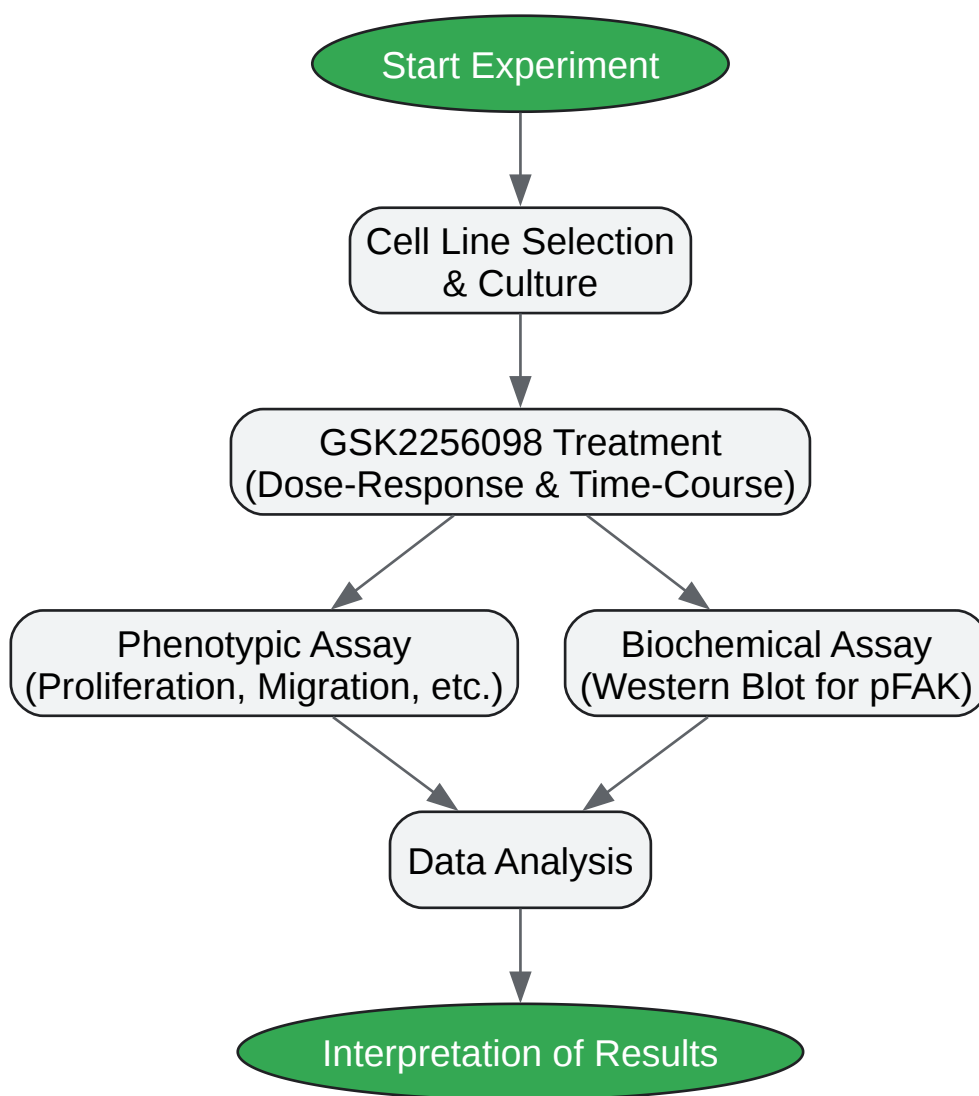 Start Experiment
Cell Line Selection
& Culture
GSK2256098 Treatment
(Dose-Response & Time-Course)
Phenotypic Assay
(Proliferation, Migration, etc.)
Biochemical Assay
(Western Blot for pFAK)
Data Analysis
Interpretation of Results